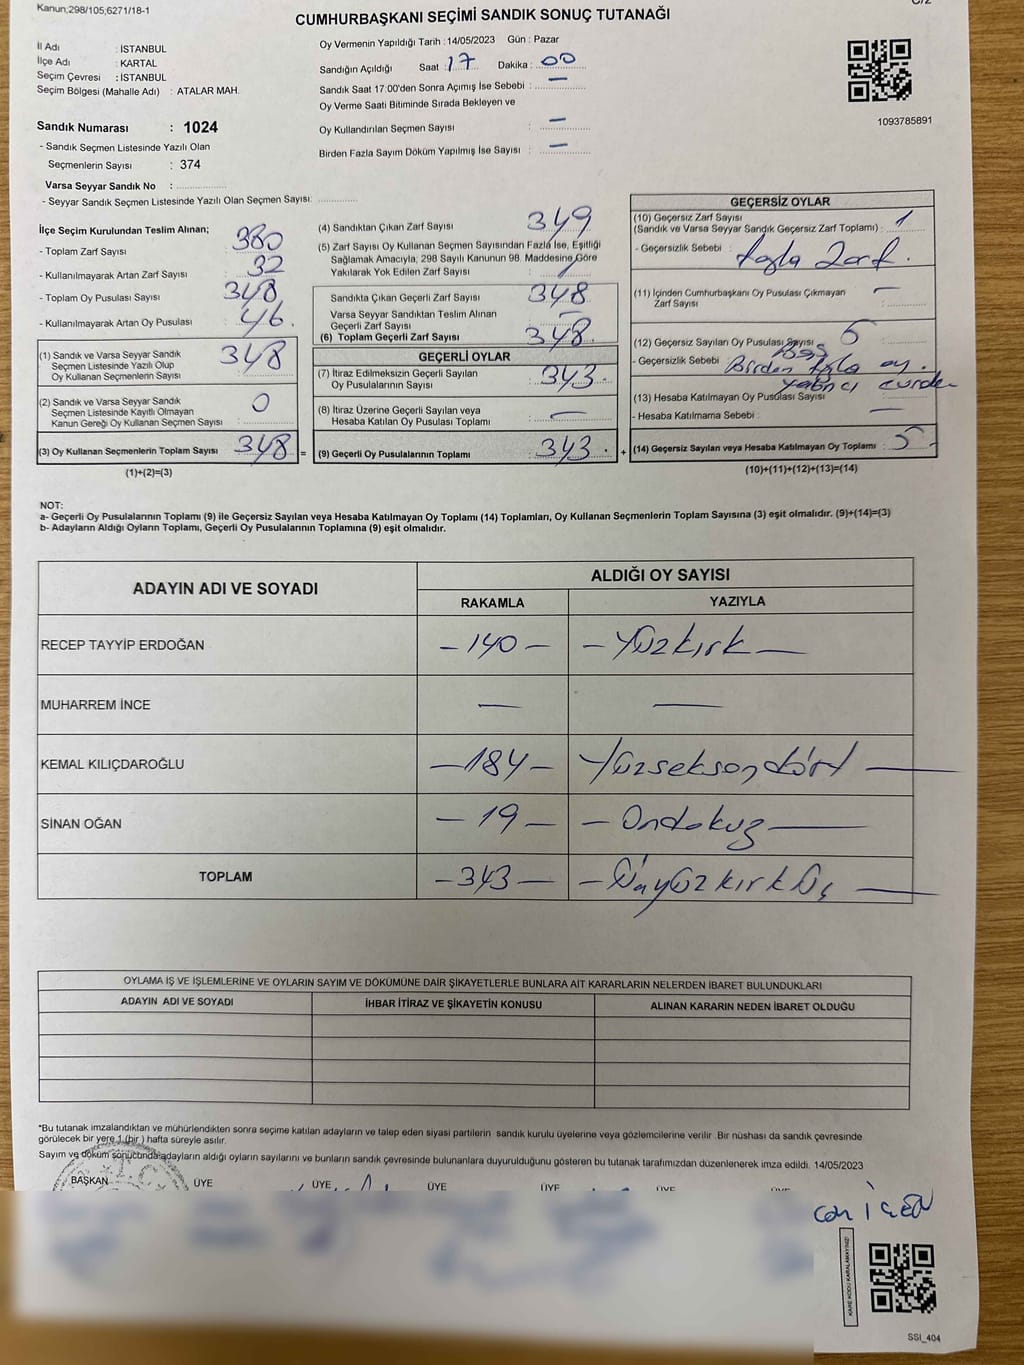 Kanun;298/105;6271/18-1
CUMHURBAŞKANI SEÇİMİ SANDIK SONUÇ TUTANAĞI
İl Adı : İSTANBUL
İlçe Adı : KARTAL
Seçim Çevresi : İSTANBUL
Seçim Bölgesi (Mahalle Adı) : ATALAR MAH.
Sandık Numarası : 1024
- Sandık Seçmen Listesinde Yazılı Olan
Seçmenlerin Sayısı : 374
Varsa Seyyar Sandık No :
- Seyyar Sandık Seçmen Listesinde Yazılı Olan Seçmen Sayısı:
Oy Vermenin Yapıldığı Tarih : 14/05/2023 Gün : Pazar
Sandığın Açıldığı Saat : 17 Dakika : 00
Sandık Saat 17:00'den Sonra Açımış İse Sebebi : —
Oy Verme Saati Bitiminde Sırada Bekleyen ve
Oy Kullandırılan Seçmen Sayısı : —
Birden Fazla Sayım Döküm Yapılmış İse Sayısı : —
1093785891
İlçe Seçim Kurulundan Teslim Alınan;
- Toplam Zarf Sayısı : 380
- Kullanılmayarak Artan Zarf Sayısı : 32
- Toplam Oy Pusulası Sayısı : 348
- Kullanılmayarak Artan Oy Pusulası : 46.
(1) Sandık ve Varsa Seyyar Sandık
Seçmen Listesinde Yazılı Olup
Oy Kullanan Seçmenlerin Sayısı : 348
(2) Sandık ve Varsa Seyyar Sandık
Seçmen Listesinde Kayıtlı Olmayan
Kanun Gereği Oy Kullanan Seçmen Sayısı : 0
(3) Oy Kullanan Seçmenlerin Toplam Sayısı 348 =
(1)+(2)=(3)
(4) Sandıktan Çıkan Zarf Sayısı : 349
(5) Zarf Sayısı Oy Kullanan Seçmen Sayısından Fazla İse, Eşitliği
Sağlamak Amacıyla; 298 Sayılı Kanunun 98. Maddesine Göre
Yakılarak Yok Edilen Zarf Sayısı : 1
Sandıkta Çıkan Geçerli Zarf Sayısı : 348
Varsa Seyyar Sandıktan Teslim Alınan
Geçerli Zarf Sayısı : —
(6) Toplam Geçerli Zarf Sayısı : 348.
GEÇERLİ OYLAR
(7) İtiraz Edilmeksizin Geçerli Sayılan
Oy Pusulalarının Sayısı : 343.
(8) İtiraz Üzerine Geçerli Sayılan veya
Hesaba Katılan Oy Pusulası Toplamı : —
(9) Geçerli Oy Pusulalarının Toplamı : 343. +
GEÇERSİZ OYLAR
(10) Geçersiz Zarf Sayısı
(Sandık ve Varsa Seyyar Sandık Geçersiz Zarf Toplamı) : 1
- Geçersizlik Sebebi : fazla Zarf.
(11) İçinden Cumhurbaşkanı Oy Pusulası Çıkmayan
Zarf Sayısı : —
(12) Geçersiz Sayılan Oy Pusulası Sayısı : 5
- Geçersizlik Sebebi Birden fazla oy.
yabancı
(13) Hesaba Katılmayan Oy Pusulası Sayısı
- Hesaba Katılmama Sebebi : —
(14) Geçersiz Sayılan veya Hesaba Katılmayan Oy Toplamı : 5
(10)+(11)+(12)+(13)=(14)
NOT:
a- Geçerli Oy Pusulalarının Toplamı (9) ile Geçersiz Sayılan veya Hesaba Katılmayan Oy Toplamı (14) Toplamları, Oy Kullanan Seçmenlerin Toplam Sayısına (3) eşit olmalıdır. (9)+(14)=(3)
b- Adayların Aldığı Oyların Toplamı, Geçerli Oy Pusulalarının Toplamına (9) eşit olmalıdır.
ADAYIN ADI VE SOYADI
ALDIĞI OY SAYISI
RAKAMLA YAZIYLA
RECEP TAYYİP ERDOĞAN — 140 — — Yüzkırk —
MUHARREM İNCE — —
KEMAL KILIÇDAROĞLU — 184 — Yüzseksendört —
SİNAN OĞAN — 19 — — Ondokuz —
TOPLAM — 343 — — Üçyüzkırküç —
OYLAMA İŞ VE İŞLEMLERİNE VE OYLARIN SAYIM VE DÖKÜMÜNE DAİR ŞİKAYETLERLE BUNLARA AİT KARARLARIN NELERDEN İBARET BULUNDUKLARI
ADAYIN ADI VE SOYADI İHBAR İTİRAZ VE ŞİKAYETİN KONUSU ALINAN KARARIN NEDEN İBARET OLDUĞU
*Bu tutanak imzalandıktan ve mühürlendikten sonra seçime katılan adayların ve talep eden siyasi partilerin sandık kurulu üyelerine veya gözlemcilerine verilir. Bir nüshası da sandık çevresinde
görülecek bir yere 1 (bir) hafta süreyle asılır.
Sayım ve döküm sonucunda adayların aldığı oyların sayılarını ve bunların sandık çevresinde bulunanlara duyurulduğunu gösteren bu tutanak tarafımızdan düzenlenerek imza edildi. 14/05/2023
BAŞKAN ÜYE ÜYE ÜYE ÜYE ÜYE ÜYE
KARE KODU KARALAMAYINIZ!
SSI_404